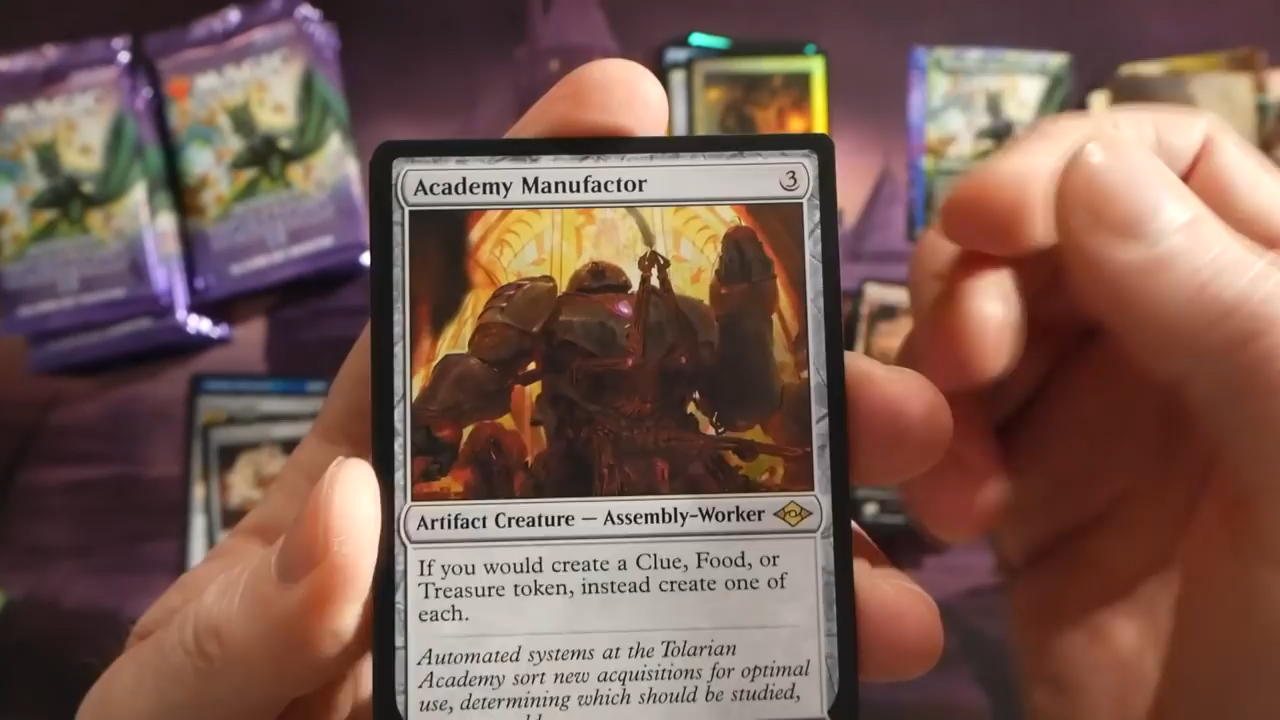 MAGIC
Academy Manufactor 3
Artifact Creature — Assembly-Worker
If you would create a Clue, Food, or
Treasure token, instead create one of
each.
Automated systems at the Tolarian
Academy sort new acquisitions for optimal
use, determining which should be studied,